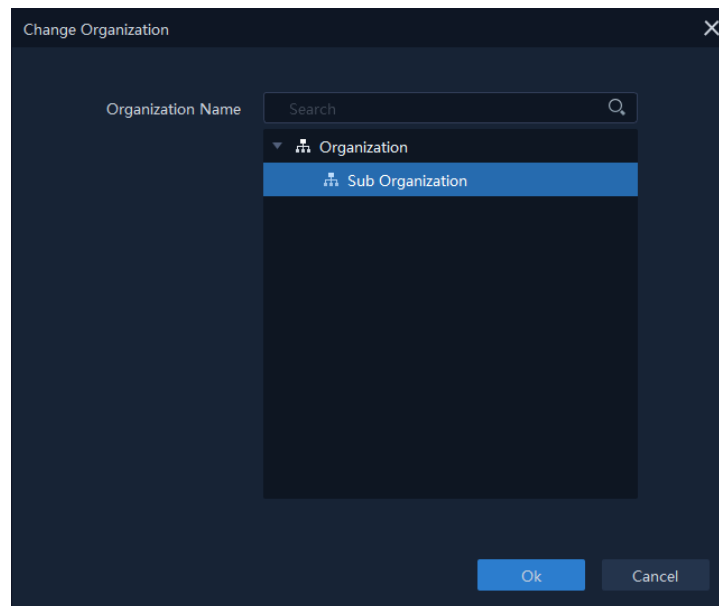 Change Organization
Organization Name
Search
Organization
Sub Organization
Ok
Cancel